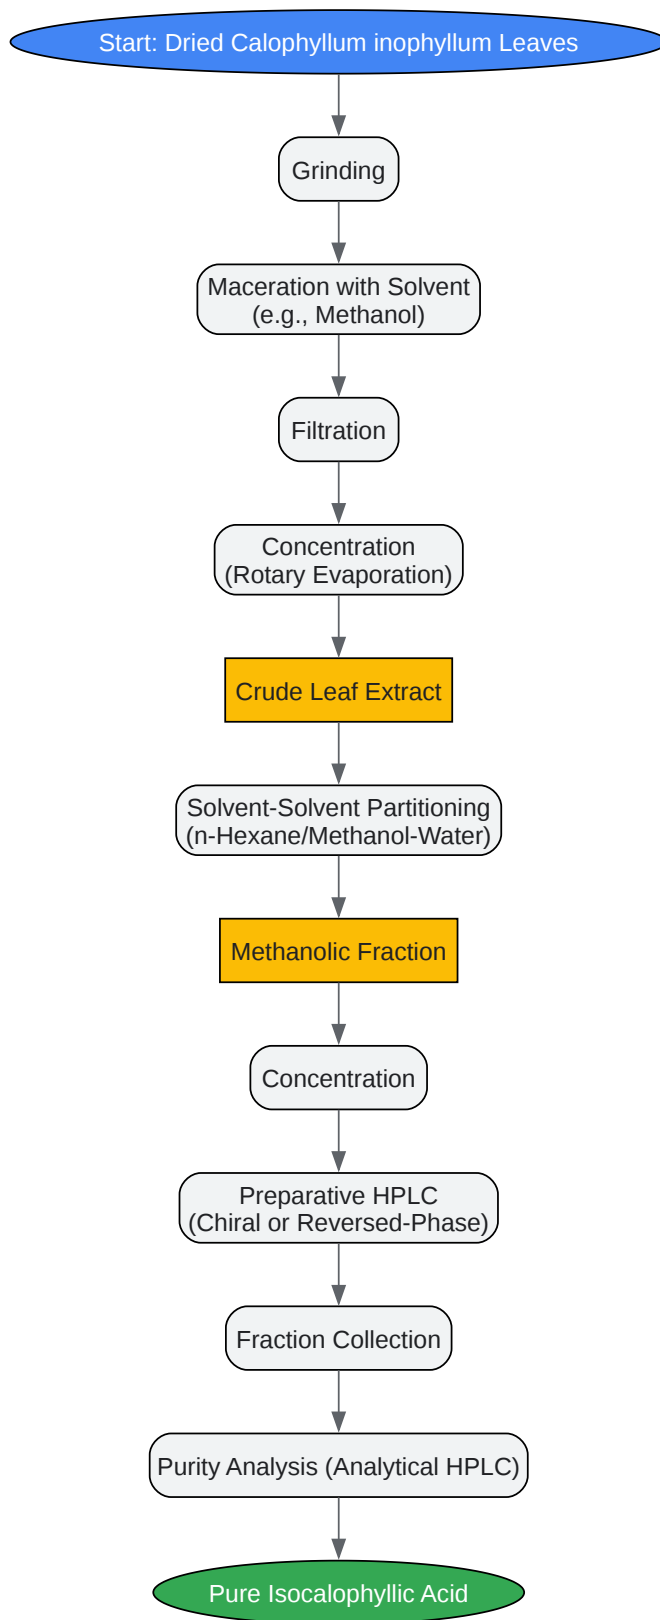 Start: Dried Calophyllum inophyllum Leaves
Grinding
Maceration with Solvent
(e.g., Methanol)
Filtration
Concentration
(Rotary Evaporation)
Crude Leaf Extract
Solvent-Solvent Partitioning
(n-Hexane/Methanol-Water)
Methanolic Fraction
Concentration
Preparative HPLC
(Chiral or Reversed-Phase)
Fraction Collection
Purity Analysis (Analytical HPLC)
Pure Isocalophyllic Acid